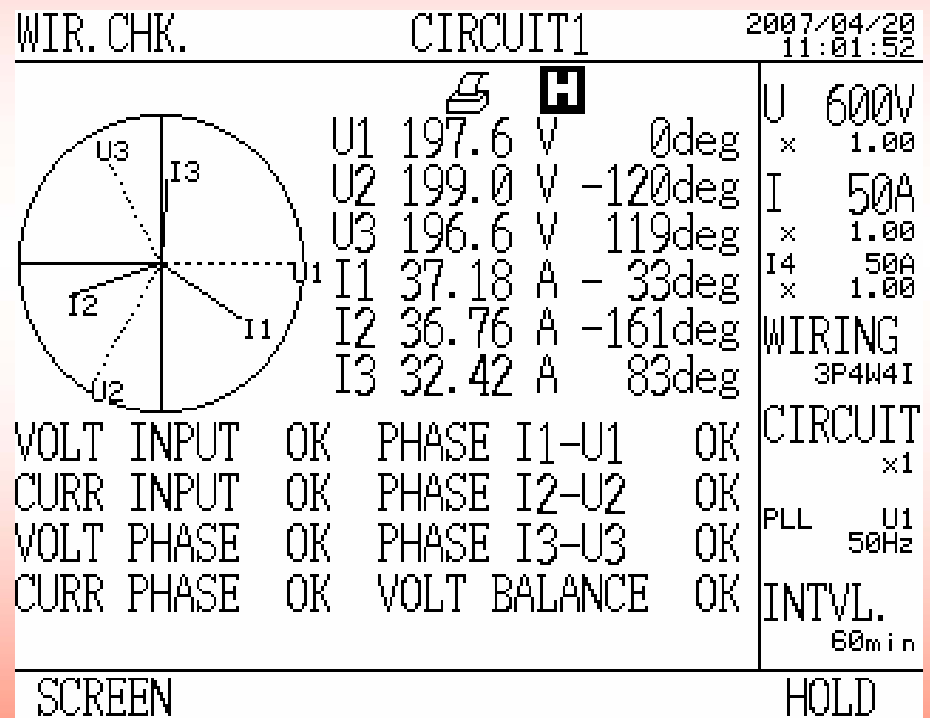 WIR.CHK. CIRCUIT1 2007/04/20
11:01:52
H
U3
I3
U1
I2
I1
U2
U1 197.6 V 0deg
U2 199.0 V -120deg
U3 196.6 V 119deg
I1 37.18 A - 33deg
I2 36.76 A -161deg
I3 32.42 A 83deg
VOLT INPUT OK PHASE I1-U1 OK
CURR INPUT OK PHASE I2-U2 OK
VOLT PHASE OK PHASE I3-U3 OK
CURR PHASE OK VOLT BALANCE OK
U 600V
x 1.00
I 50A
x 1.00
I4 50A
x 1.00
WIRING
3P4W4I
CIRCUIT
x1
PLL U1
50Hz
INTVL.
60min
SCREEN HOLD